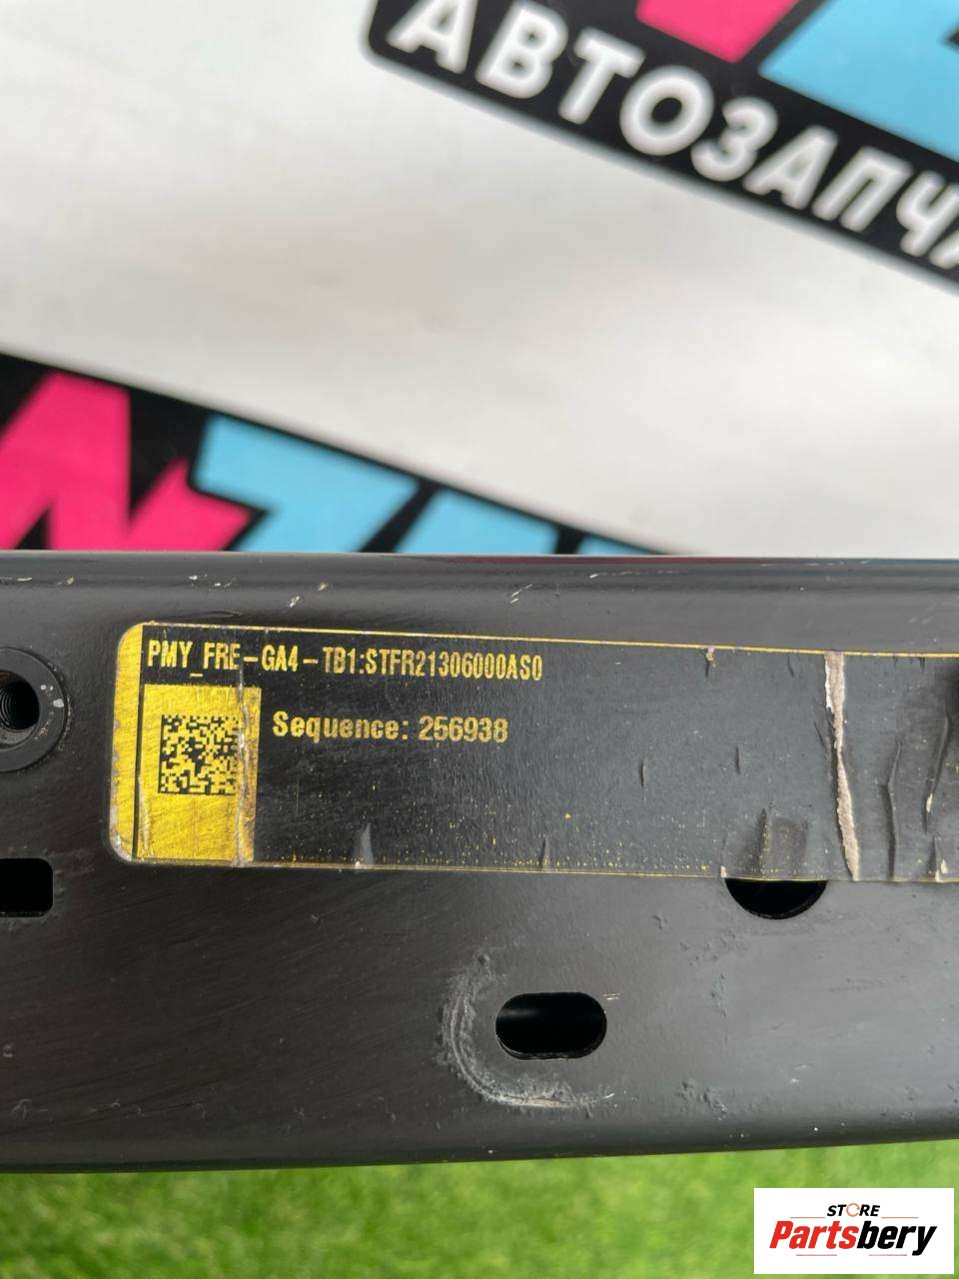 АВТОЗАПЧА
PMY_FRE-GA4-TB1:STFR21306000AS0
Sequence: 256938
STORE
Partsbery